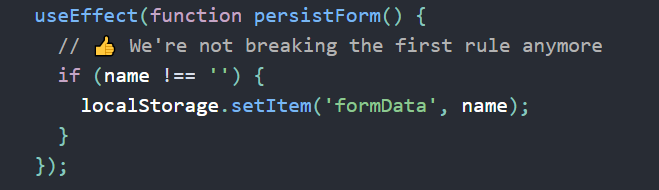 useEffect(function persistForm() {
// 👍 We're not breaking the first rule anymore
if (name !== '') {
localStorage.setItem('formData', name);
}
});